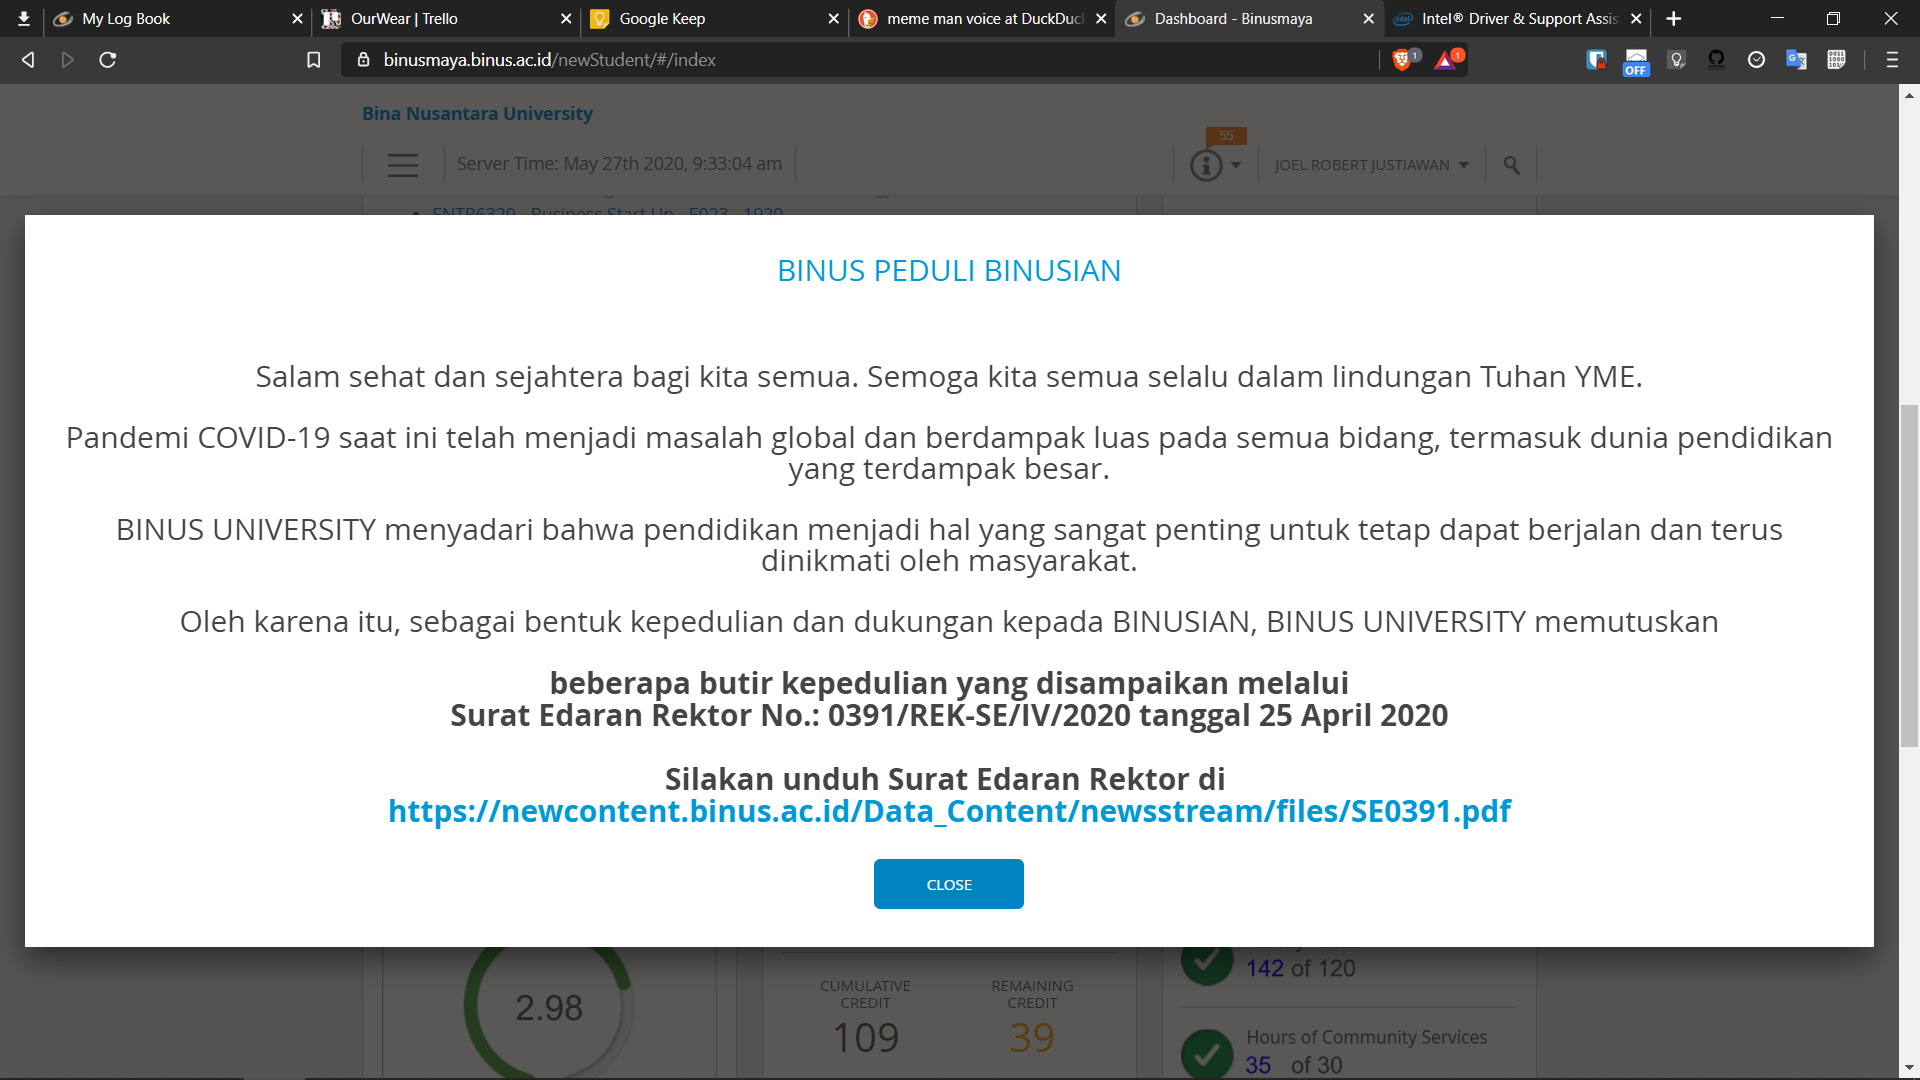 My Log Book
OurWear | Trello
Google Keep
meme man voice at DuckDuc
Dashboard - Binusmaya
Intel® Driver & Support Assis
binusmaya.binus.ac.id/newStudent/#/index
1
1
OFF
Bina Nusantara University
55
Server Time: May 27th 2020, 9:33:04 am
JOEL ROBERT JUSTIAWAN
ENTR6329 - Business Start Up - F023 - 1920
BINUS PEDULI BINUSIAN
Salam sehat dan sejahtera bagi kita semua. Semoga kita semua selalu dalam lindungan Tuhan YME.
Pandemi COVID-19 saat ini telah menjadi masalah global dan berdampak luas pada semua bidang, termasuk dunia pendidikan
yang terdampak besar.
BINUS UNIVERSITY menyadari bahwa pendidikan menjadi hal yang sangat penting untuk tetap dapat berjalan dan terus
dinikmati oleh masyarakat.
Oleh karena itu, sebagai bentuk kepedulian dan dukungan kepada BINUSIAN, BINUS UNIVERSITY memutuskan
beberapa butir kepedulian yang disampaikan melalui
Surat Edaran Rektor No.: 0391/REK-SE/IV/2020 tanggal 25 April 2020
Silakan unduh Surat Edaran Rektor di
https://newcontent.binus.ac.id/Data_Content/newsstream/files/SE0391.pdf
CLOSE
2.98
CUMULATIVE CREDIT
109
REMAINING CREDIT
39
142 of 120
Hours of Community Services
35 of 30